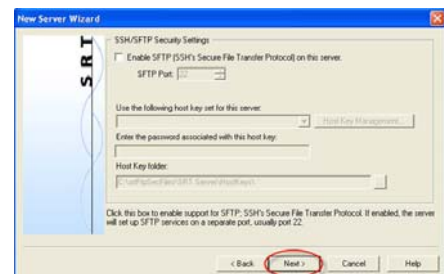 New Server Wizard
SRT
SSH/SFTP Security Settings
Enable SFTP (SSH's Secure File Transfer Protocol) on this server.
SFTP Port: 22
Use the following host key set for this server:
Host Key Management...
Enter the password associated with this host key:
Host Key folder:
Click this box to enable support for SFTP; SSH's Secure File Transfer Protocol. If enabled, the server
will set up SFTP services on a separate port, usually port 22.
< Back
Next >
Cancel
Help